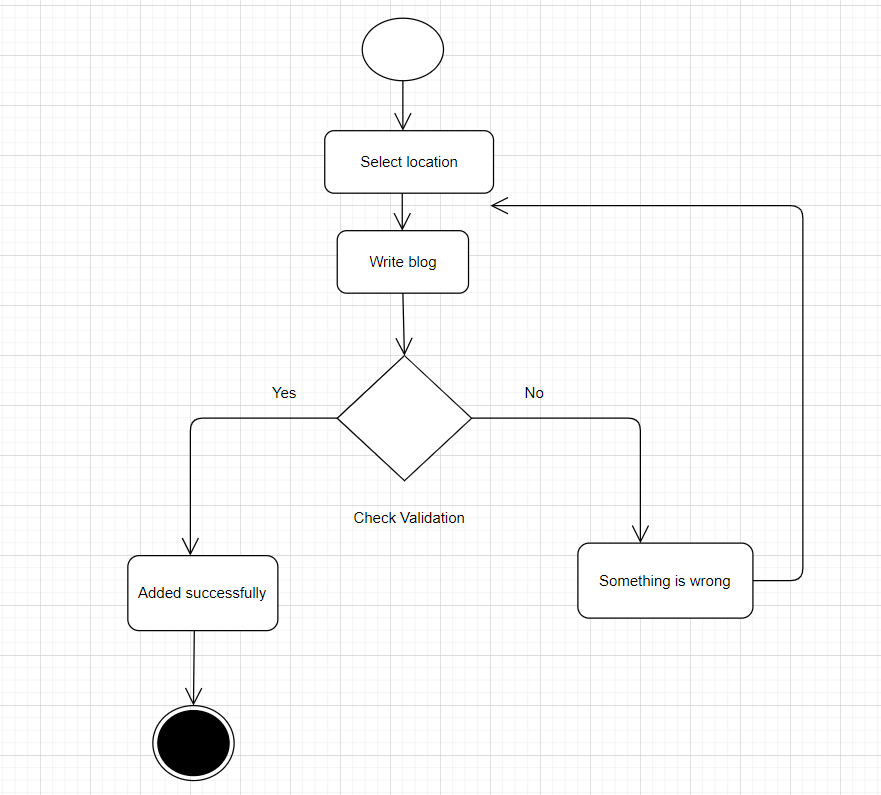 Select location
Write blog
Yes
No
Check Validation
Something is wrong
Added successfully